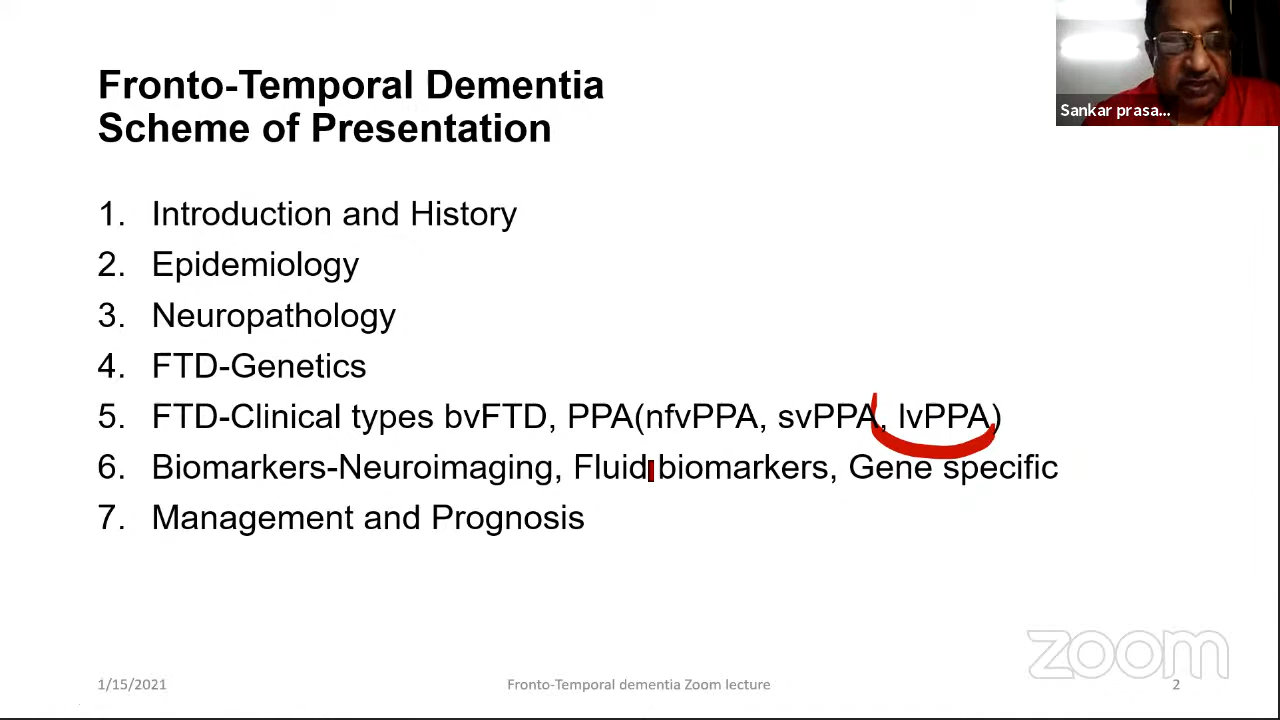 Fronto-Temporal Dementia
Scheme of Presentation
Sankar prasa...
1. Introduction and History
2. Epidemiology
3. Neuropathology
4. FTD-Genetics
5. FTD-Clinical types bvFTD, PPA(nfvPPA, svPPA, lvPPA)
6. Biomarkers-Neuroimaging, Fluid biomarkers, Gene specific
7. Management and Prognosis
zoom
1/15/2021
Fronto-Temporal dementia Zoom lecture
2